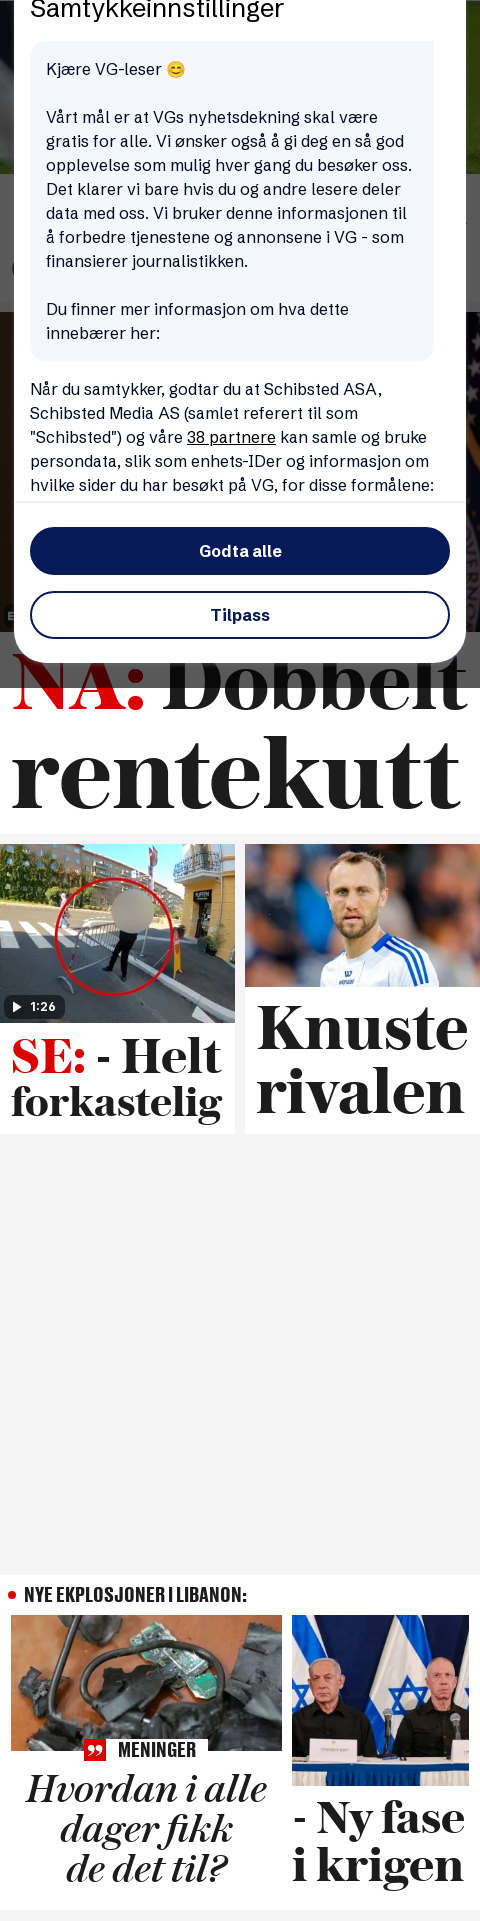 Samtykkeinnstillinger
Kjære VG-leser 😊
Vårt mål er at VGs nyhetsdekning skal være
gratis for alle. Vi ønsker også å gi deg en så god
opplevelse som mulig hver gang du besøker oss.
Det klarer vi bare hvis du og andre lesere deler
data med oss. Vi bruker denne informasjonen til
å forbedre tjenestene og annonsene i VG - som
finansierer journalistikken.
Du finner mer informasjon om hva dette
innebærer her:
Når du samtykker, godtar du at Schibsted ASA,
Schibsted Media AS (samlet referert til som
"Schibsted") og våre 38 partnere kan samle og bruke
persondata, slik som enhets-IDer og informasjon om
hvilke sider du har besøkt på VG, for disse formålene:
Godta alle
Tilpass
NÅ: Dobbelt
rentekutt
1:26
SE: - Helt
forkastelig
Knuste
rivalen
NYE EKPLOSJONER I LIBANON:
MENINGER
Hvordan i alle
dager fikk
de det til?
- Ny fase
i krigen